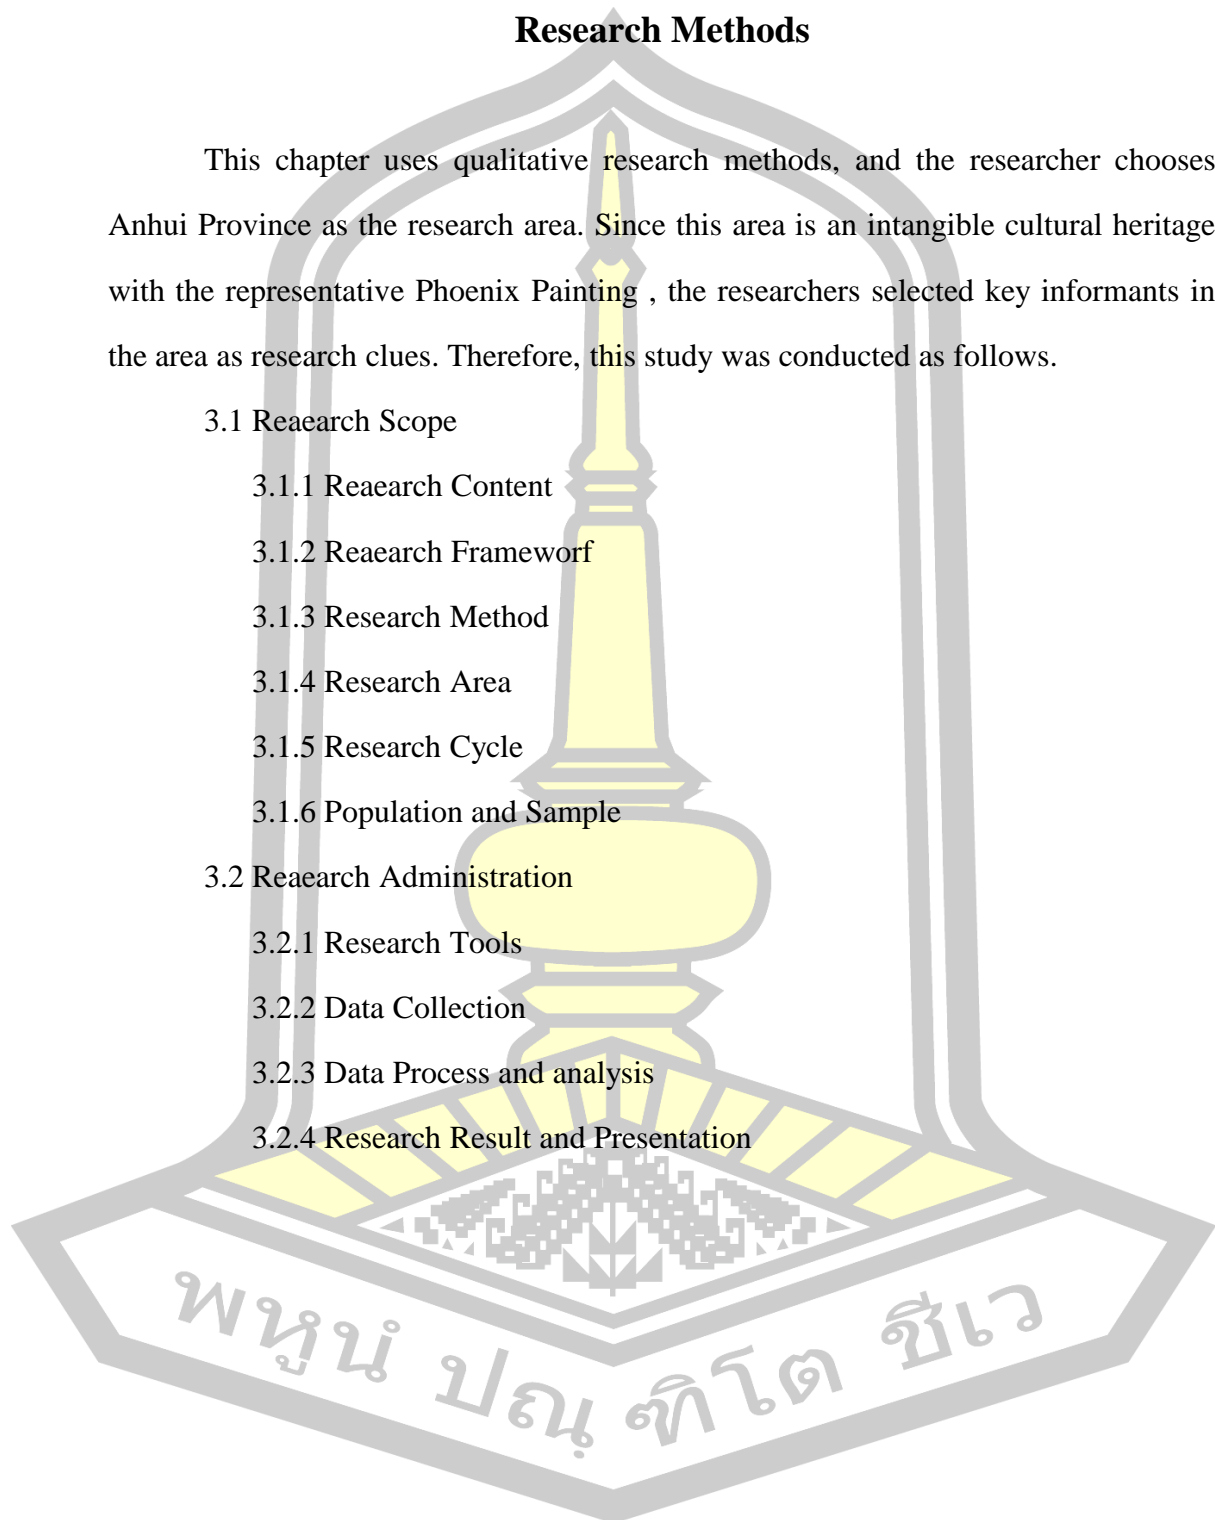 Research Methods
This chapter uses qualitative research methods, and the researcher chooses
Anhui Province as the research area. Since this area is an intangible cultural heritage
with the representative Phoenix Painting , the researchers selected key informants in
the area as research clues. Therefore, this study was conducted as follows.
3.1 Reaearch Scope
3.1.1 Reaearch Content
3.1.2 Reaearch Frameworf
3.1.3 Research Method
3.1.4 Research Area
3.1.5 Research Cycle
3.1.6 Population and Sample
3.2 Reaearch Administration
3.2.1 Research Tools
3.2.2 Data Collection
3.2.3 Data Process and analysis
3.2.4 Research Result and Presentation
พหูนํ ปณฺ ฑิโต ชีเว